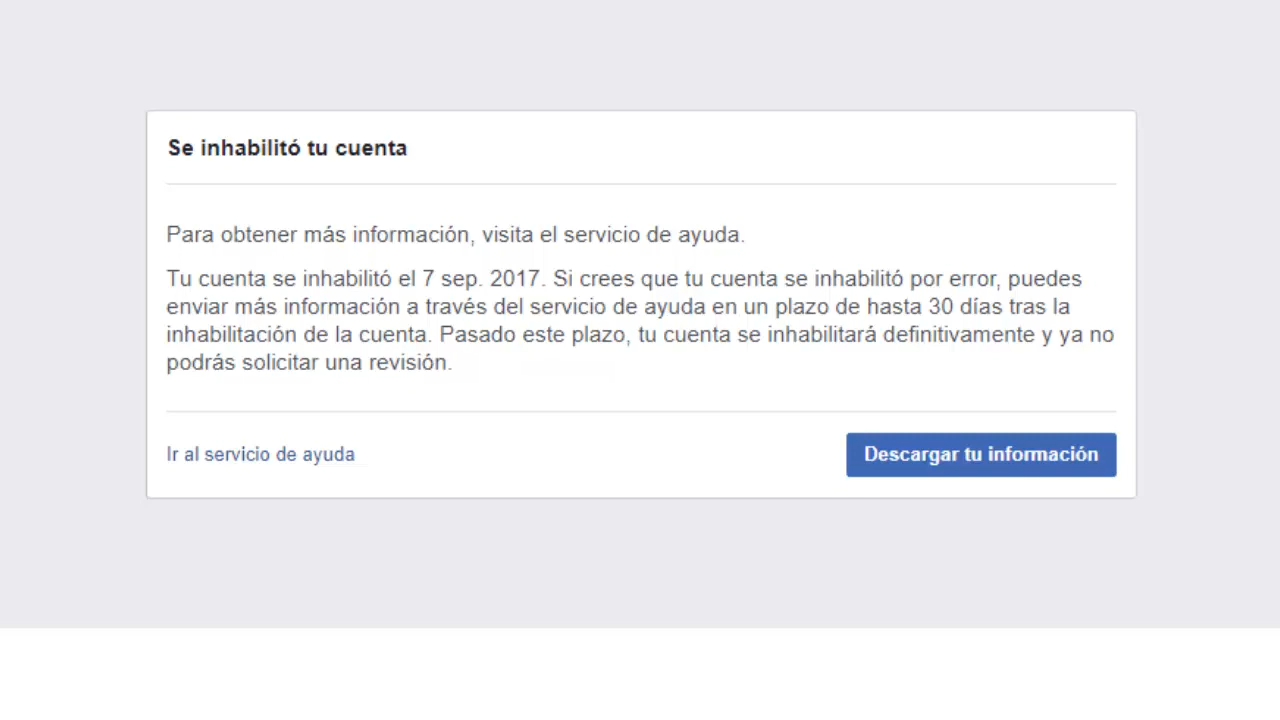 Se inhabilitó tu cuenta
Para obtener más información, visita el servicio de ayuda.
Tu cuenta se inhabilitó el 7 sep. 2017. Si crees que tu cuenta se inhabilitó por error, puedes
enviar más información a través del servicio de ayuda en un plazo de hasta 30 días tras la
inhabilitación de la cuenta. Pasado este plazo, tu cuenta se inhabilitará definitivamente y ya no
podrás solicitar una revisión.
Ir al servicio de ayuda
Descargar tu información